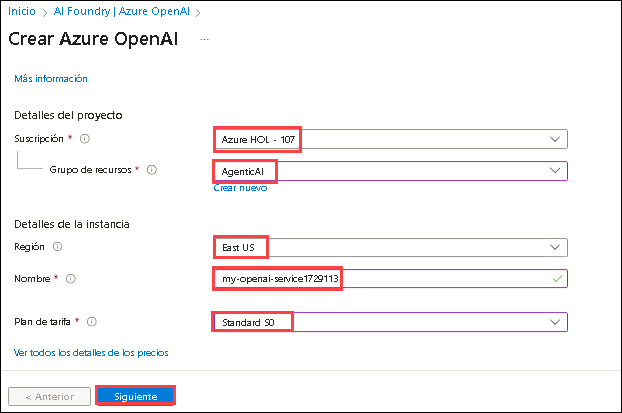 Inicio > AI Foundry | Azure OpenAI >
Crear Azure OpenAI ...
Más información
Detalles del proyecto
Suscripción * Azure HOL - 107
Grupo de recursos * AgenticAI
Crear nuevo
Detalles de la instancia
Región East US
Nombre * my-openai-service1729113
Plan de tarifa * Standard S0
Ver todos los detalles de los precios
< Anterior Siguiente